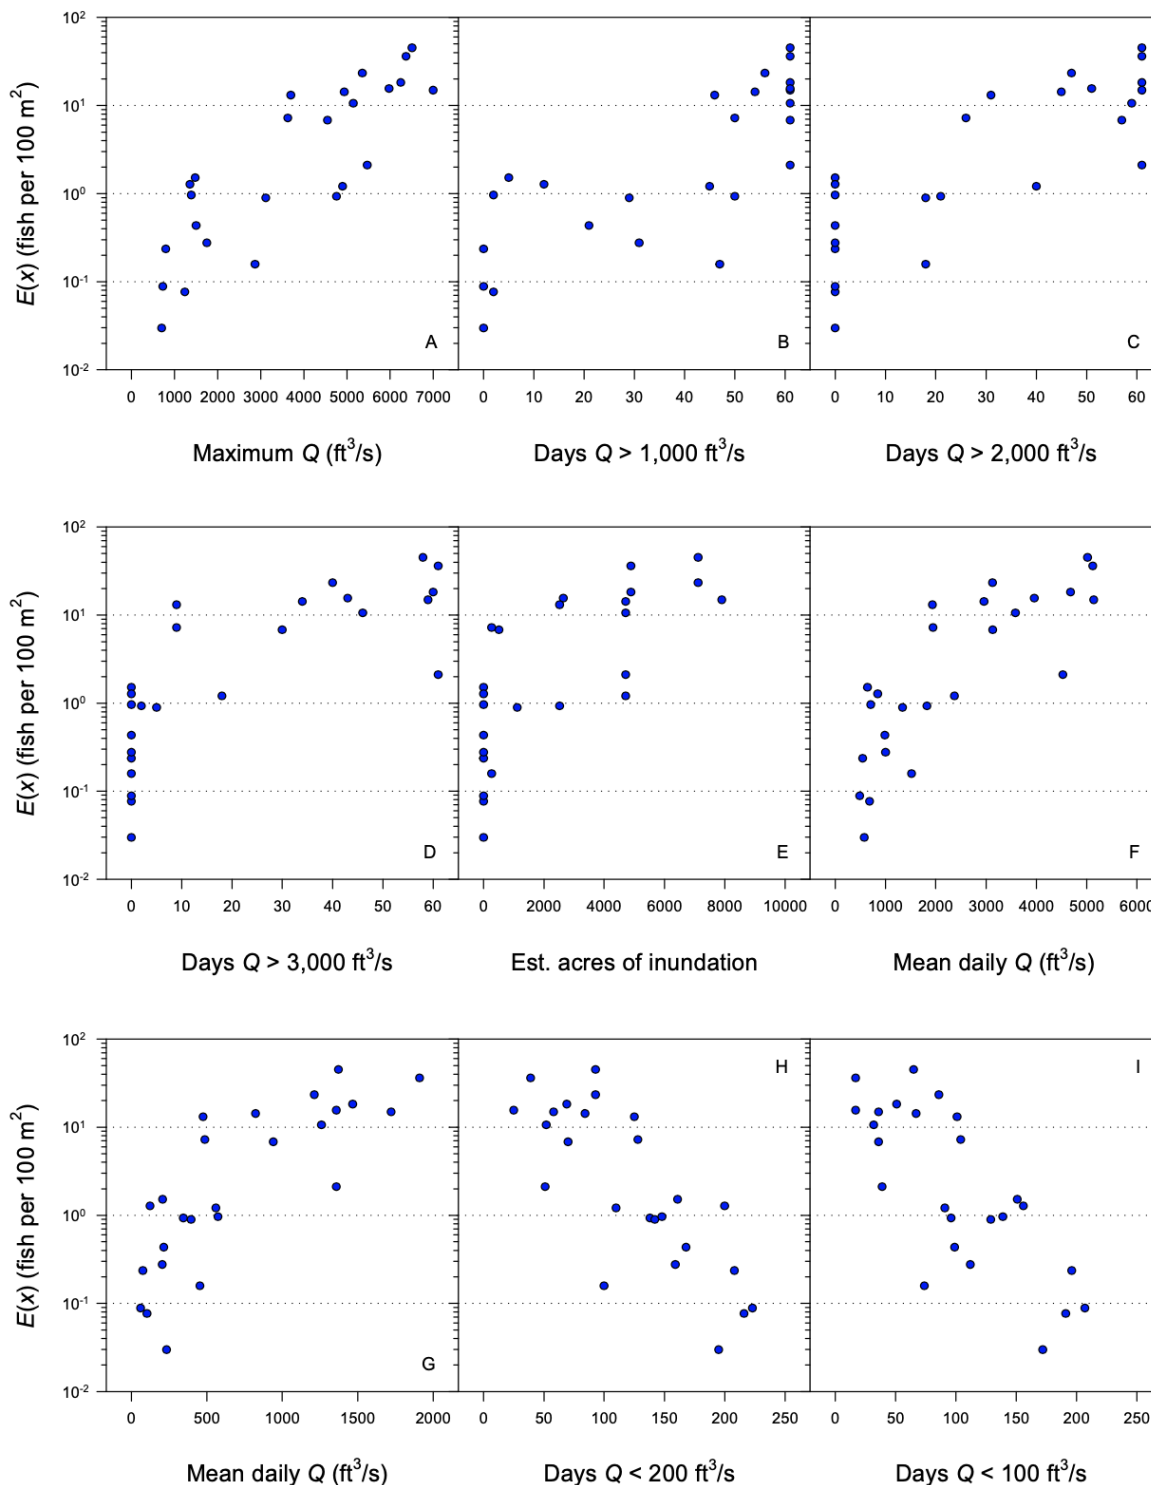 10² 10¹ 10⁰ 10⁻¹ 10⁻²
E(x) (fish per 100 m²)
A B C
0 1000 2000 3000 4000 5000 6000 7000 0 10 20 30 40 50 60 0 10 20 30 40 50 60
Maximum Q (ft³/s) Days Q > 1,000 ft³/s Days Q > 2,000 ft³/s
10² 10¹ 10⁰ 10⁻¹ 10⁻²
E(x) (fish per 100 m²)
D E F
0 10 20 30 40 50 60 0 2000 4000 6000 8000 10000 0 1000 2000 3000 4000 5000 6000
Days Q > 3,000 ft³/s Est. acres of inundation Mean daily Q (ft³/s)
10² 10¹ 10⁰ 10⁻¹ 10⁻²
E(x) (fish per 100 m²)
G H I
0 500 1000 1500 2000 0 50 100 150 200 250 0 50 100 150 200 250
Mean daily Q (ft³/s) Days Q < 200 ft³/s Days Q < 100 ft³/s